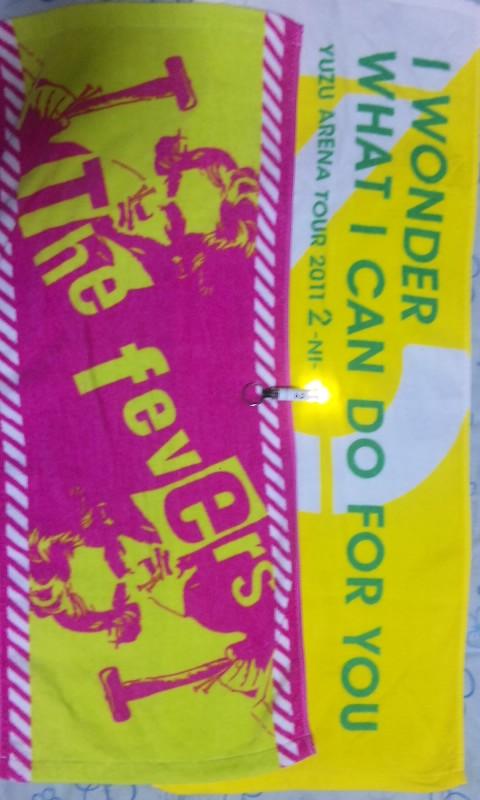 I WONDER
WHAT I CAN DO FOR YOU
YUZU ARENA TOUR 2011 2-NI-
The fevers